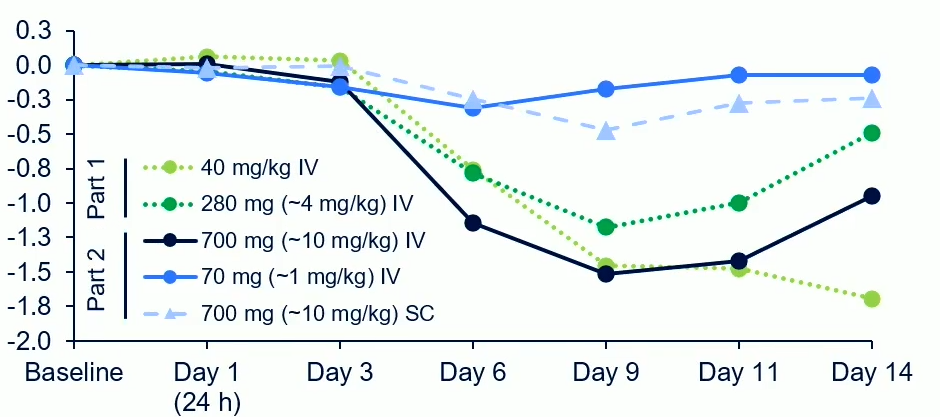 0.3
0.0
-0.3
-0.5
-0.8
-1.0
-1.3
-1.5
-1.8
-2.0
Part 1
40 mg/kg IV
280 mg (~4 mg/kg) IV
Part 2
700 mg (~10 mg/kg) IV
70 mg (~1 mg/kg) IV
700 mg (~10 mg/kg) SC
Baseline Day 1 Day 3 Day 6 Day 9 Day 11 Day 14
(24 h)